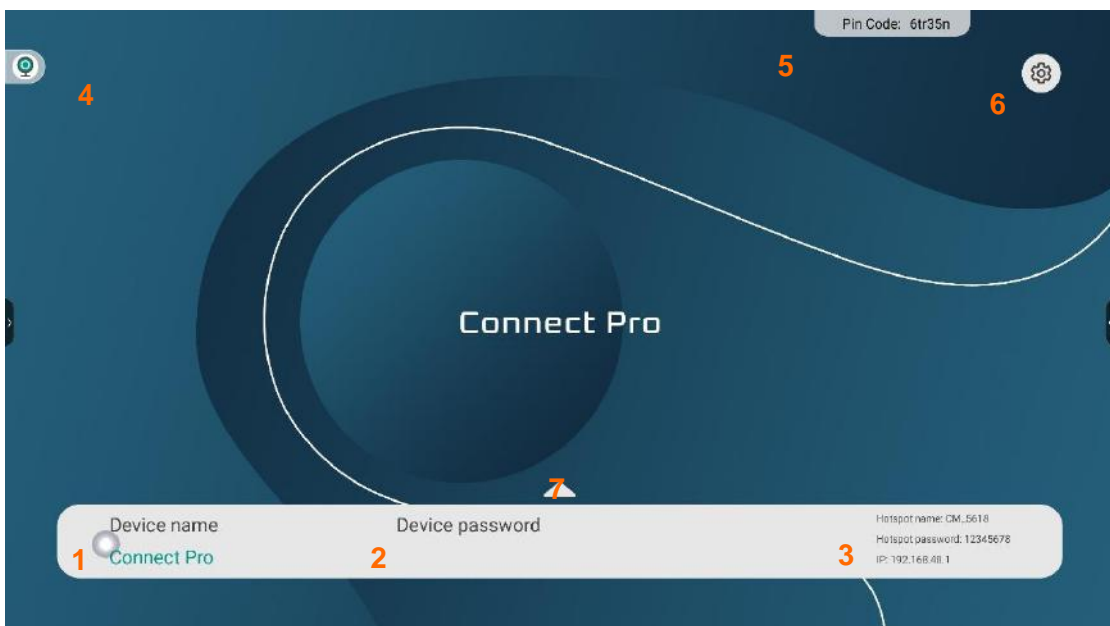 Pin Code: 6tr35n
5
4
6
Connect Pro
7
Device name
Device password
Hotspot name: CM_5618
Hotspot password: 12345678
1
Connect Pro
2
3
IP: 192.168.48.1